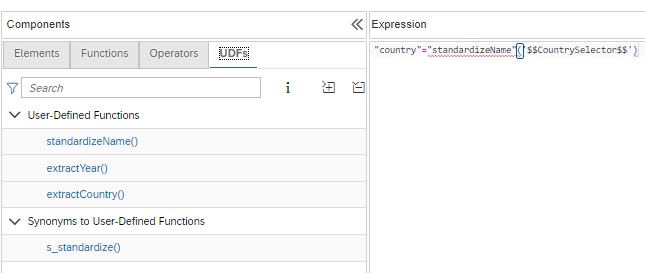 Components
Expression
Elements
Functions
Operators
UDFs
Search
i
User-Defined Functions
standardizeName()
extractYear()
extractCountry()
Synonyms to User-Defined Functions
s_standardize()
"country"="standardizeName"('$$CountrySelector$$')